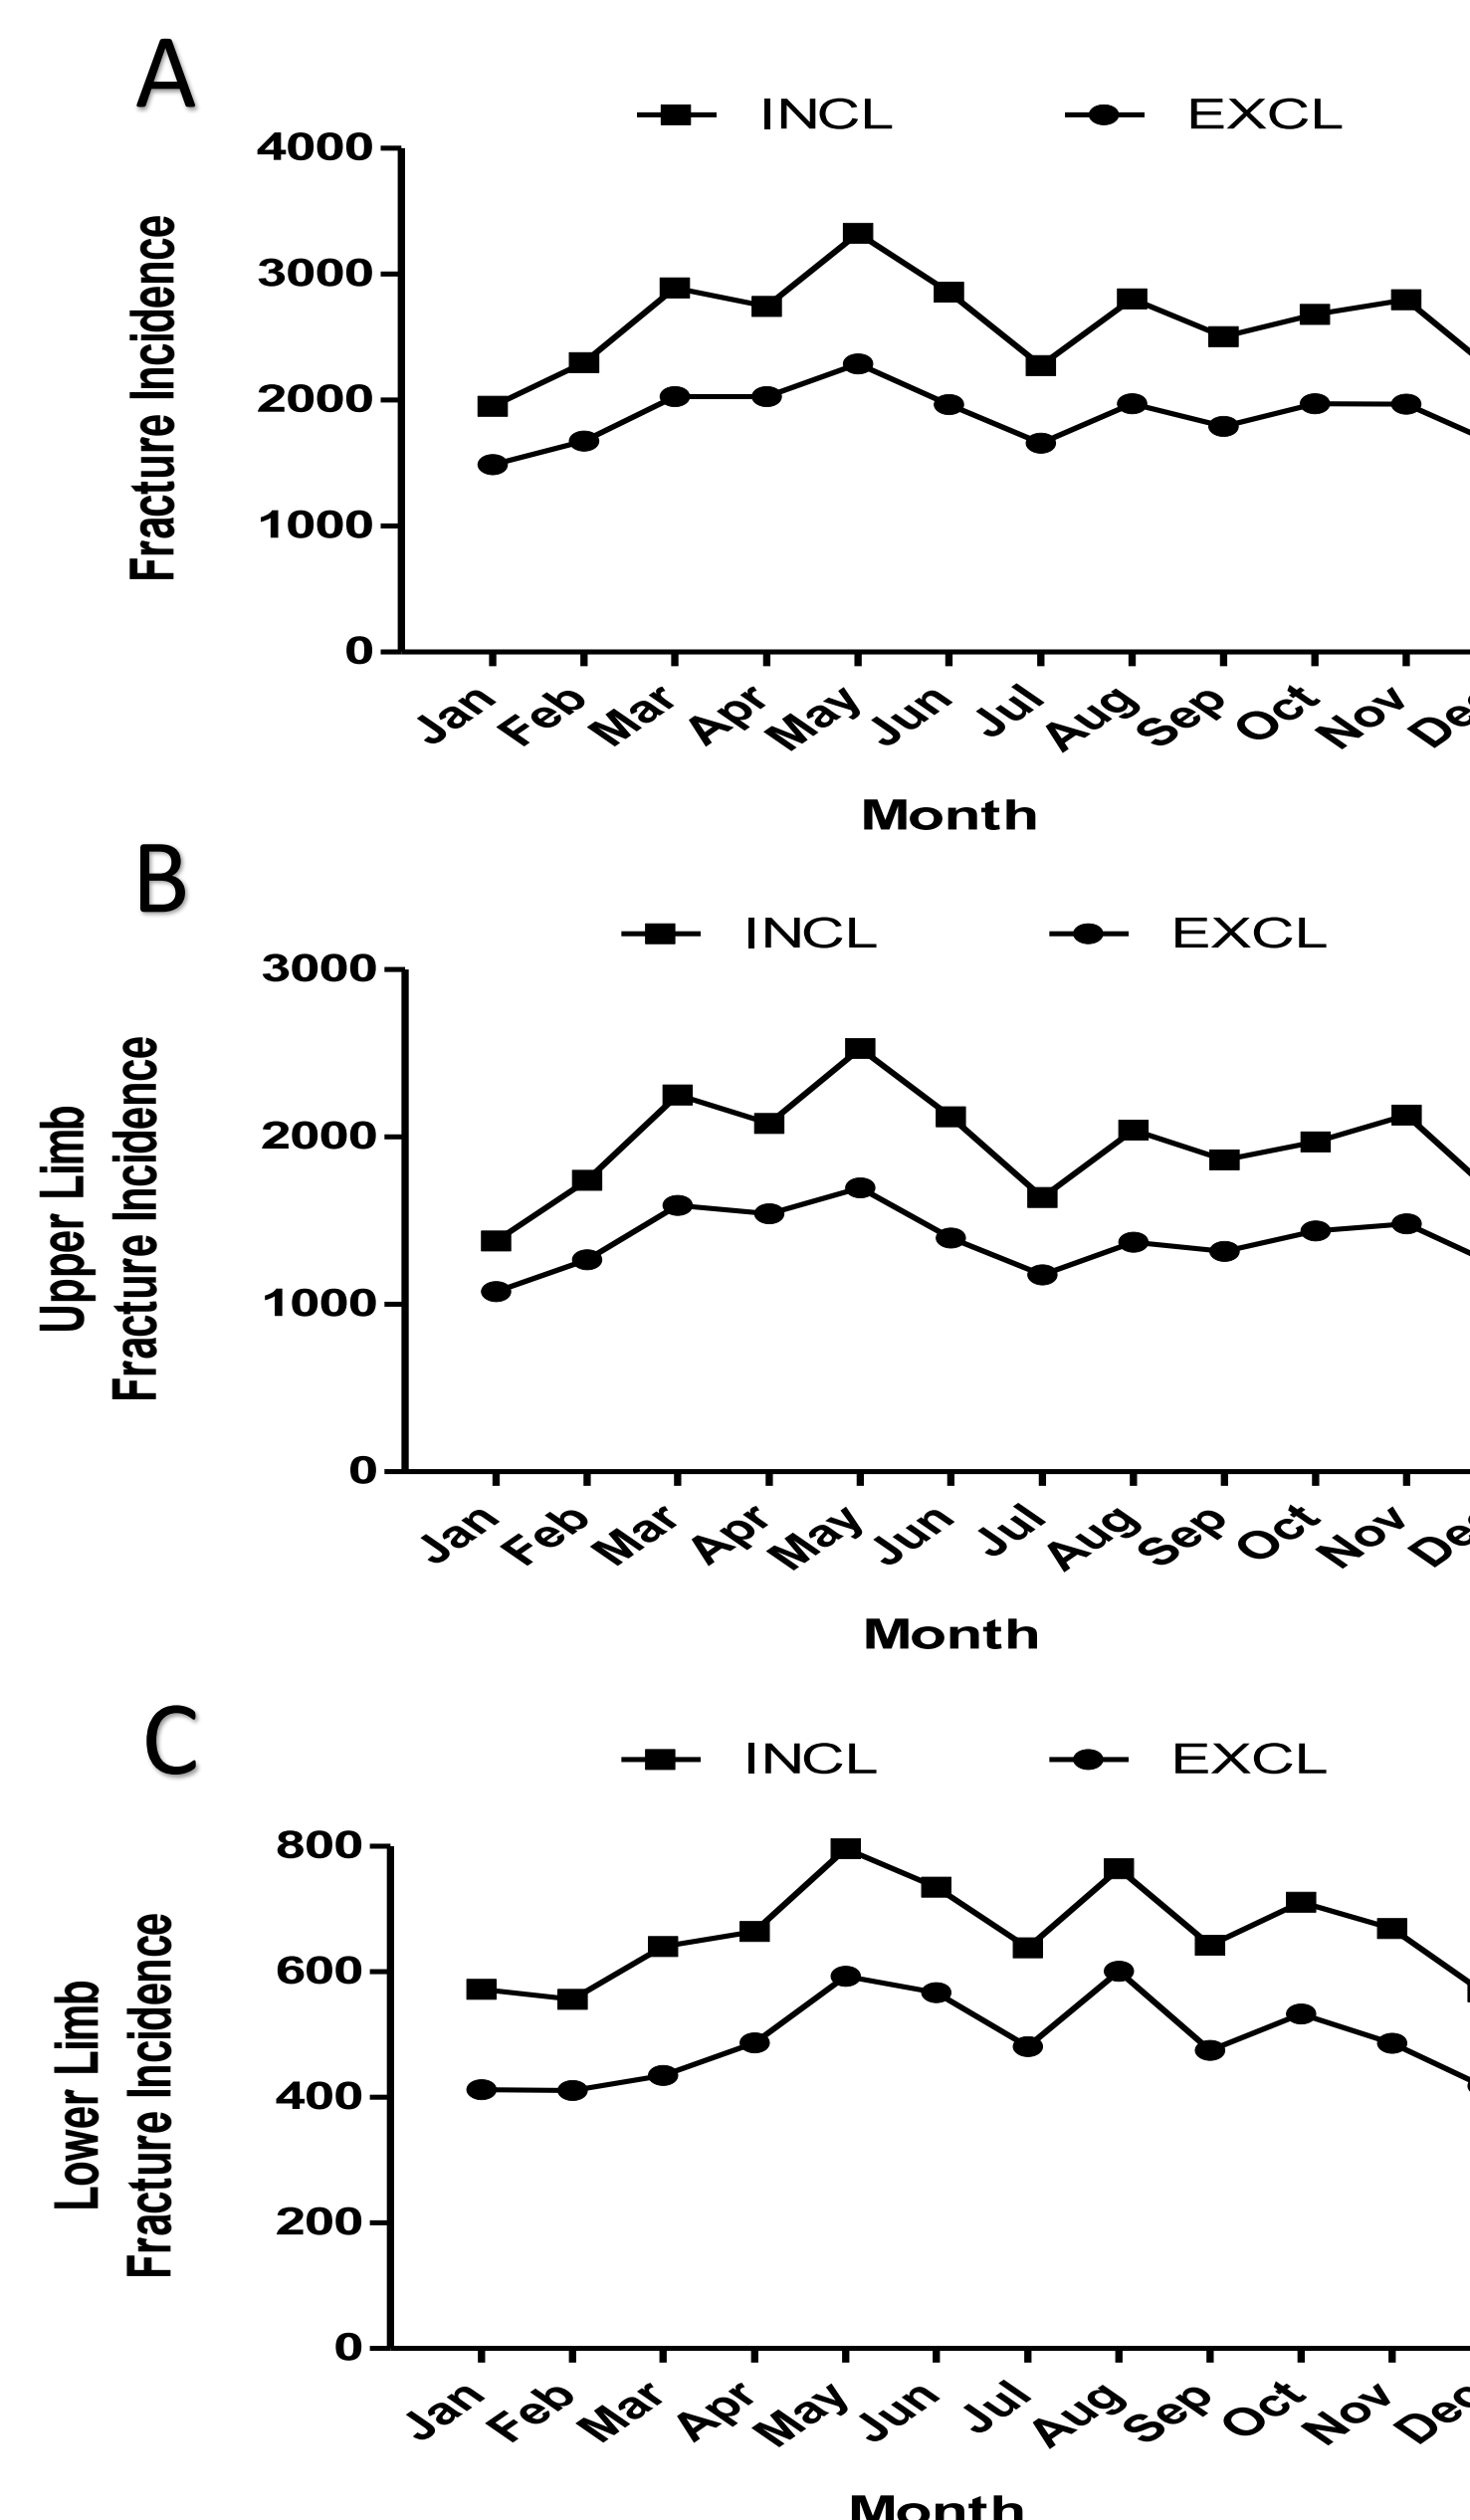 A
INCL EXCL
4000
3000
2000
1000
0
Fracture Incidence
Jan Feb Mar Apr May Jun Jul Aug Sep Oct Nov
Month
B
INCL EXCL
3000
2000
1000
0
Upper Limb
Fracture Incidence
Jan Feb Mar Apr May Jun Jul Aug Sep Oct Nov
Month
C
INCL EXCL
800
600
400
200
0
Lower Limb
Fracture Incidence
Jan Feb Mar Apr May Jun Jul Aug Sep Oct Nov Dec
Month